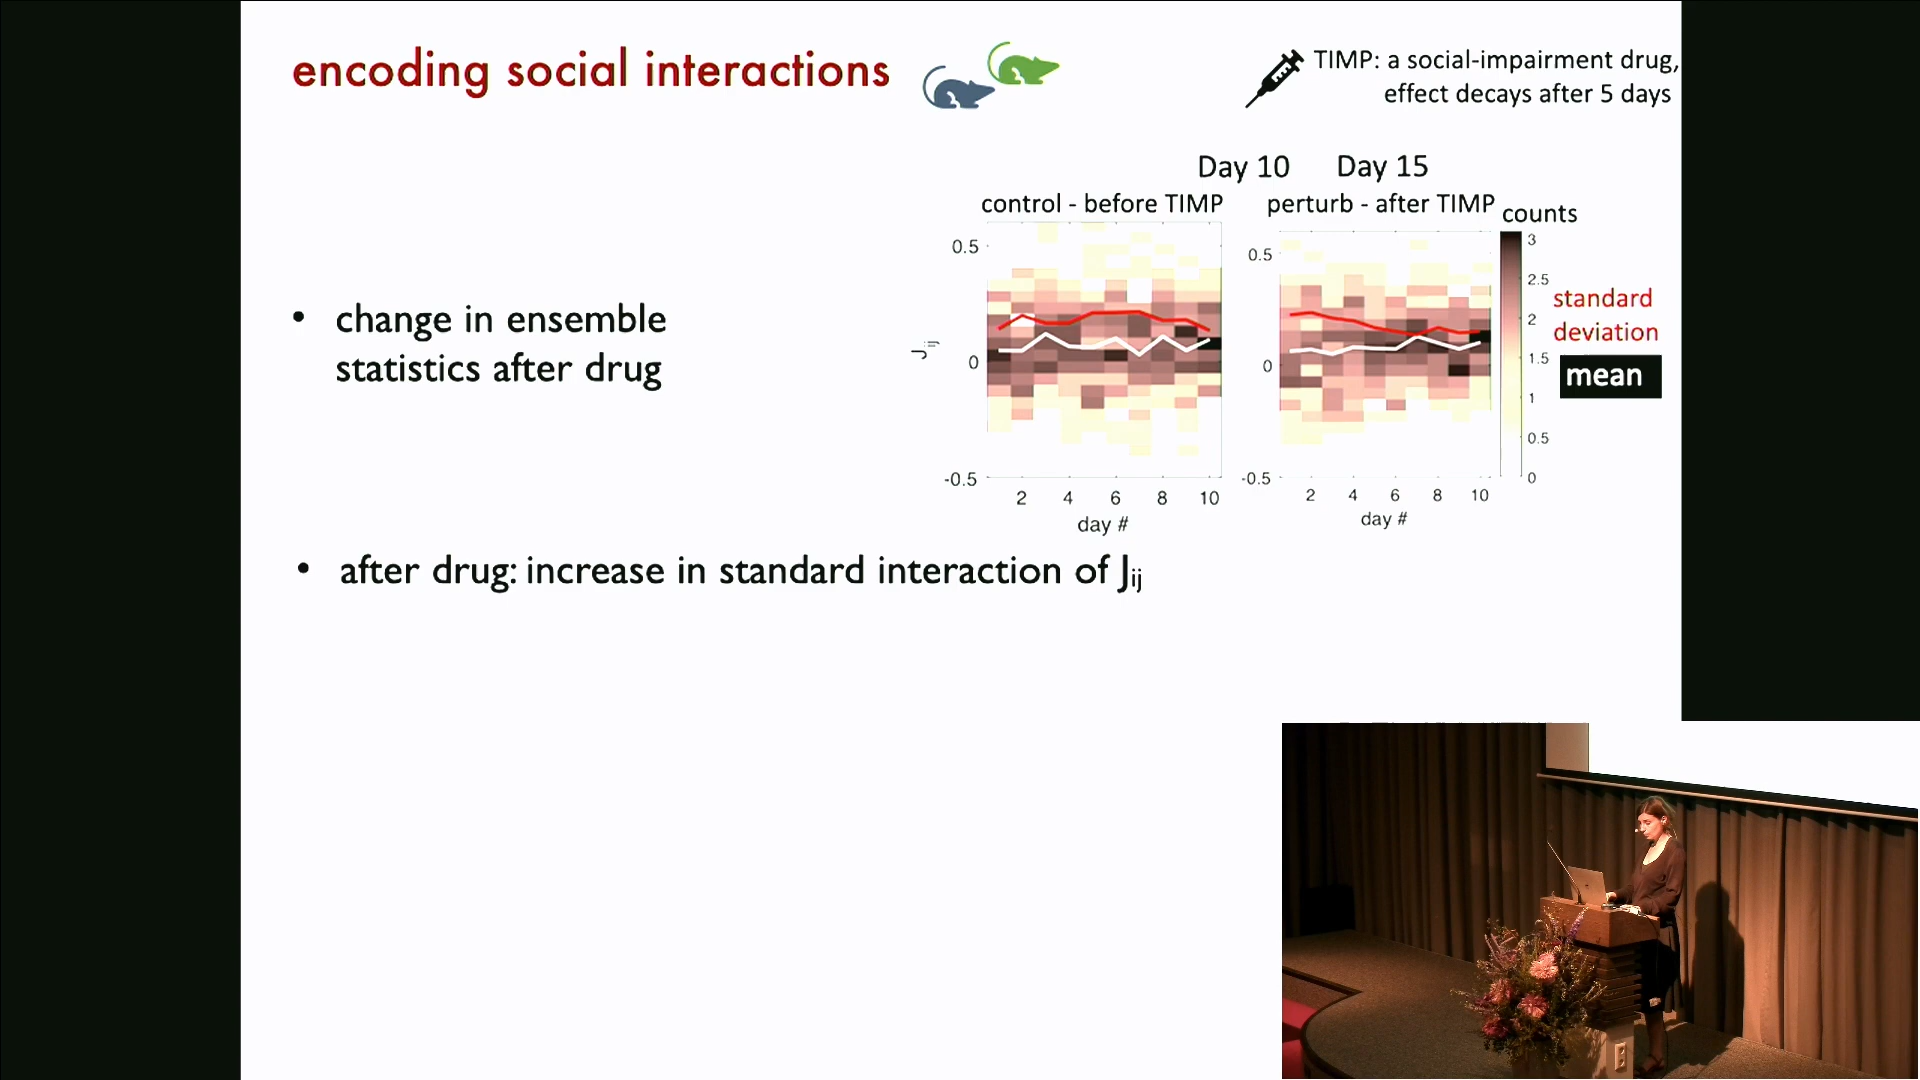 encoding social interactions
TIMP: a social-impairment drug,
effect decays after 5 days
Day 10 Day 15
control - before TIMP perturb - after TIMP counts
change in ensemble
statistics after drug
0.5
0
-0.5
Jij
2 4 6 8 10
day #
0.5
0
-0.5
2 4 6 8 10
day #
3
2.5
2
1.5
1
0.5
0
standard
deviation
mean
after drug: increase in standard interaction of Jij